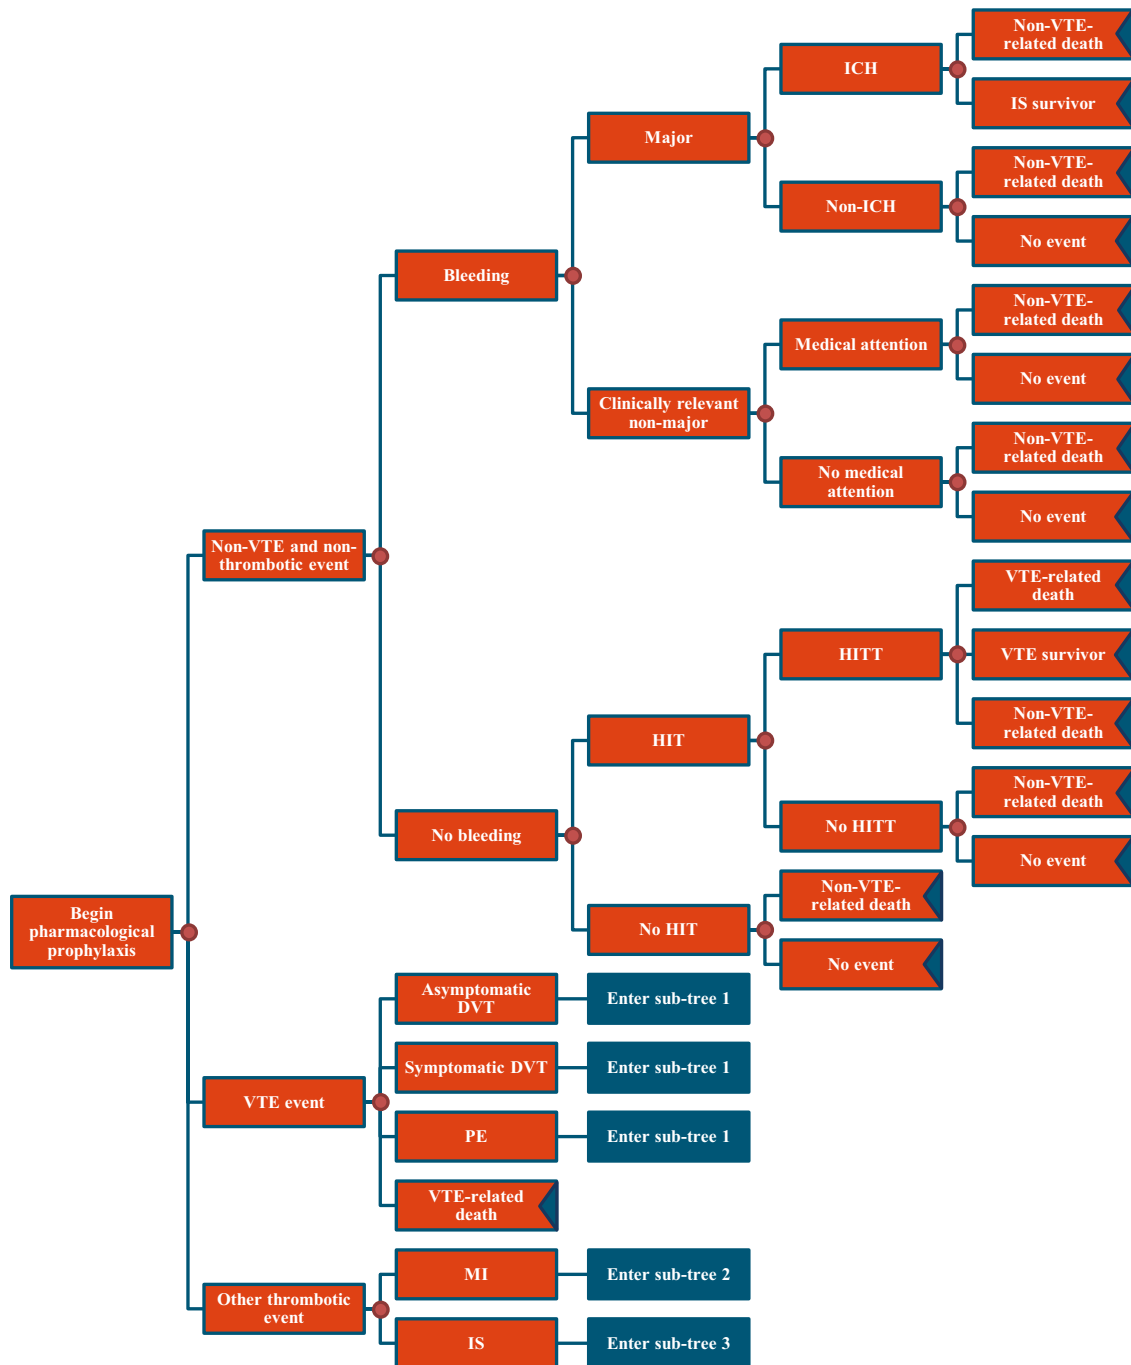 Non-VTE-
related death
ICH
IS survivor
Major
Non-VTE-
related death
Non-ICH
No event
Bleeding
Non-VTE-
related death
Medical attention
No event
Clinically relevant
non-major
Non-VTE-
related death
No medical
attention
No event
Non-VTE and non-
thrombotic event
VTE-related
death
HITT
VTE survivor
Non-VTE-
related death
HIT
Non-VTE-
related death
No HITT
No event
No bleeding
Non-VTE-
related death
No HIT
No event
Begin
pharmacological
prophylaxis
Asymptomatic
DVT
Enter sub-tree 1
Symptomatic DVT
Enter sub-tree 1
VTE event
PE
Enter sub-tree 1
VTE-related
death
MI
Enter sub-tree 2
Other thrombotic
event
IS
Enter sub-tree 3